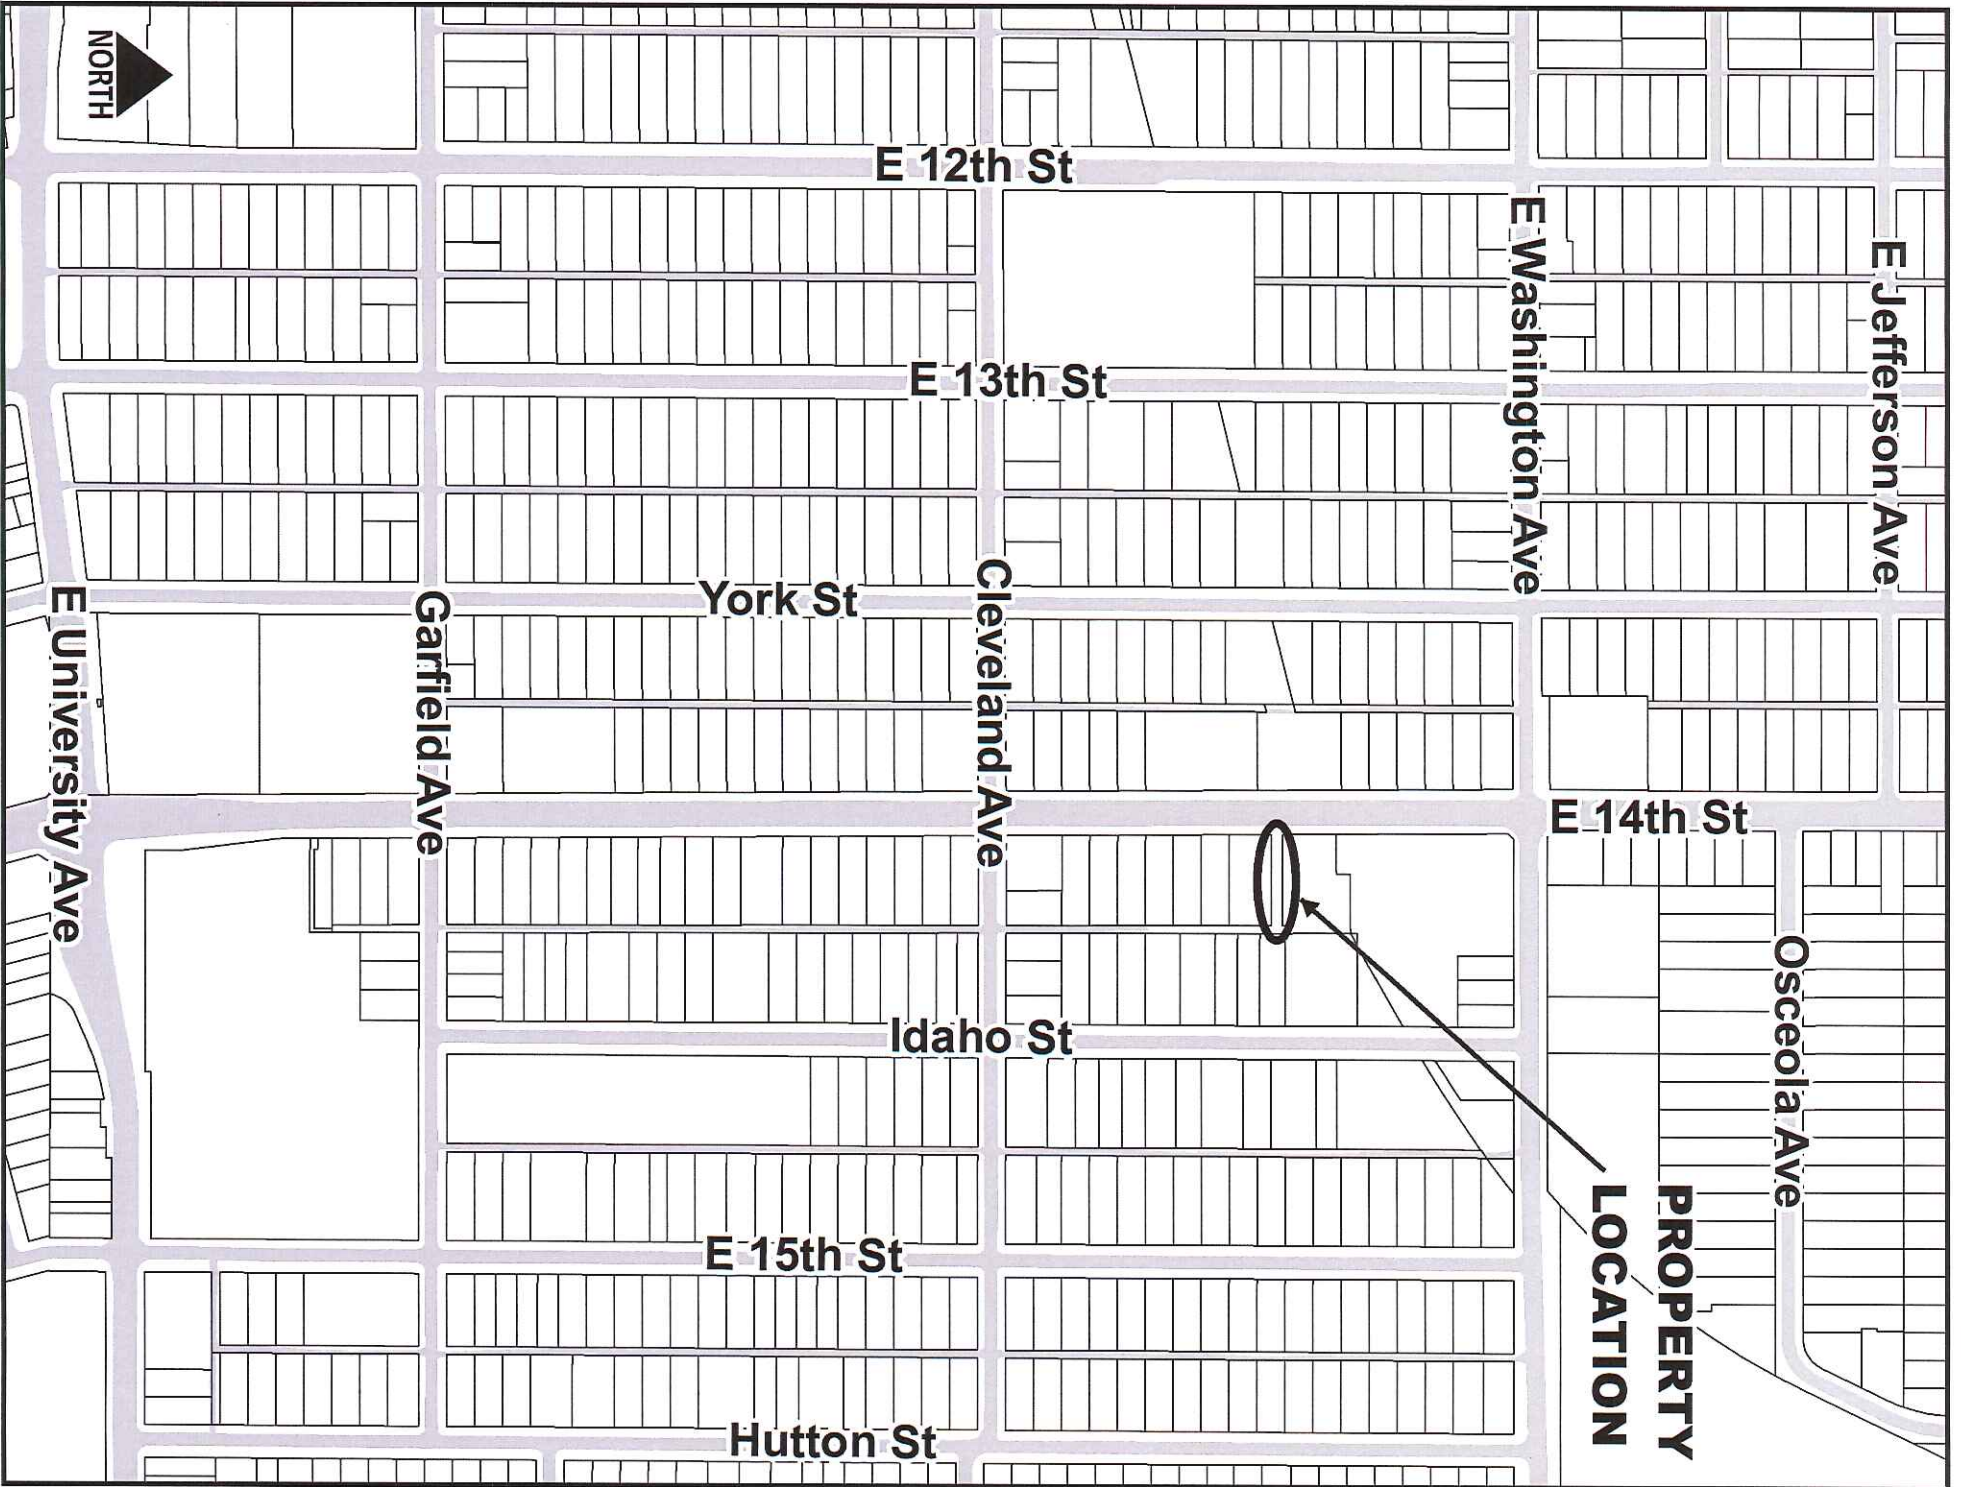 NORTH
E 12th St
E Washington Ave
E Jefferson Ave
E 13th St
York St
Cleveland Ave
Garfield Ave
E University Ave
E 14th St
Osceola Ave
Idaho St
PROPERTY
LOCATION
E 15th St
Hutton St